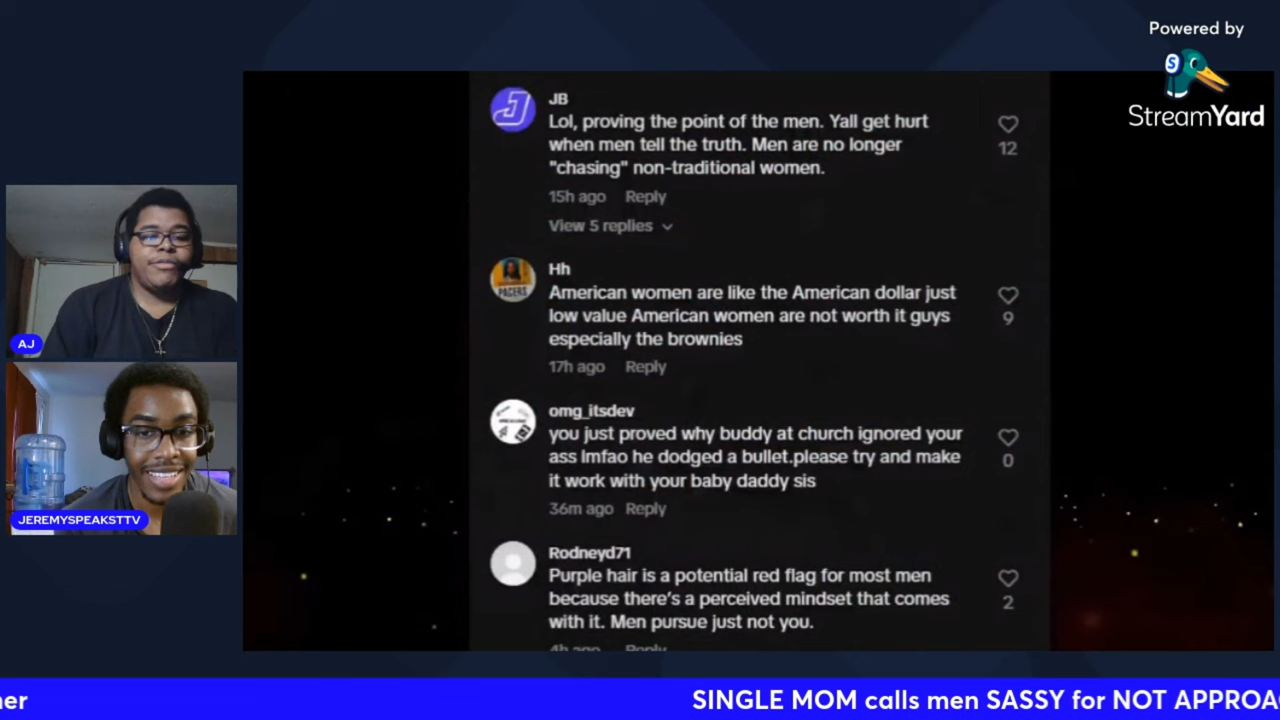 Powered by
S
StreamYard
JB
Lol, proving the point of the men. Yall get hurt
when men tell the truth. Men are no longer
"chasing" non-traditional women.
12
15h ago Reply
View 5 replies
Hh
American women are like the American dollar just
low value American women are not worth it guys
especially the brownies
9
17h ago Reply
PACERS
omg_itsdev
you just proved why buddy at church ignored your
ass lmfao he dodged a bullet.please try and make
it work with your baby daddy sis
0
36m ago Reply
Rodneyd71
Purple hair is a potential red flag for most men
because there's a perceived mindset that comes
with it. Men pursue just not you.
2
4h ago Reply
AJ
JEREMYSPEAKSTTV
ner
SINGLE MOM calls men SASSY for NOT APPROA